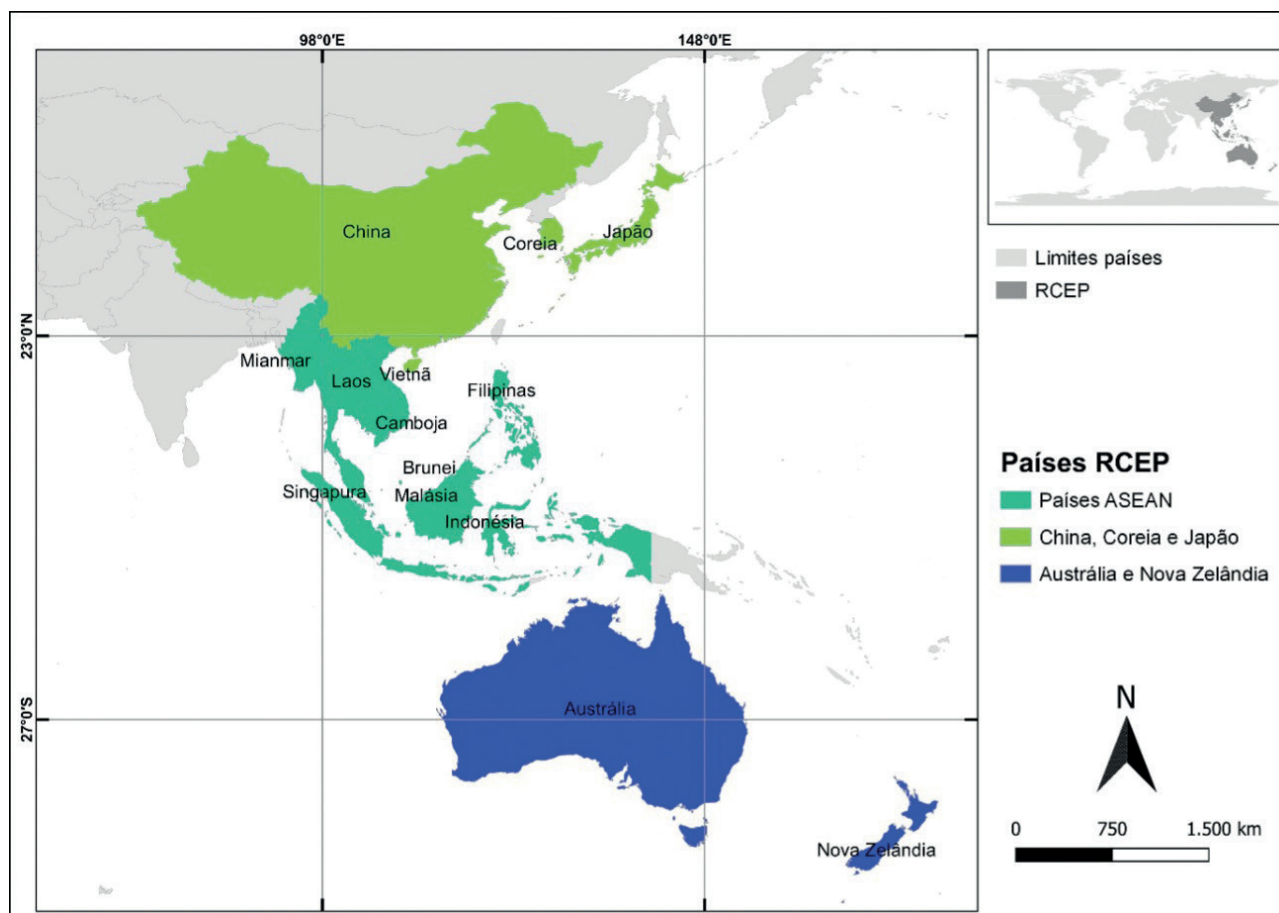 98°0'E
148°0'E
China
Coreia
Japão
23°0'N
Mianmar
Laos
Vietnã
Filipinas
Camboja
Brunei
Singapura
Malásia
Indonésia
27°0'S
Austrália
Nova Zelândia
Limites países
RCEP
Países RCEP
Países ASEAN
China, Coreia e Japão
Austrália e Nova Zelândia
N
0 750 1.500 km